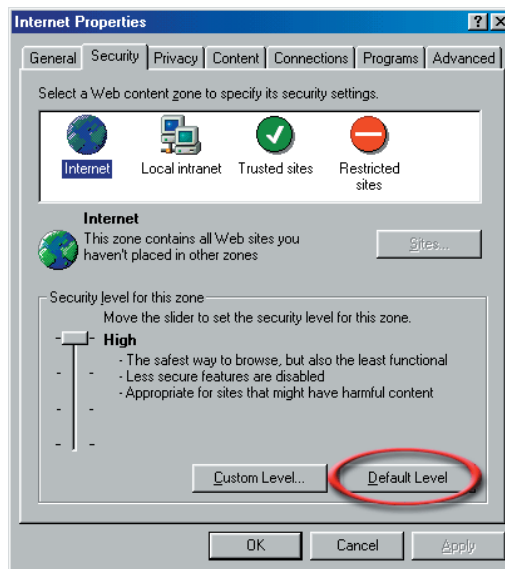 Internet Properties
General Security Privacy Content Connections Programs Advanced
Select a Web content zone to specify its security settings.
Internet Local intranet Trusted sites Restricted
sites
Internet
This zone contains all Web sites you
haven't placed in other zones
Sites...
Security level for this zone
Move the slider to set the security level for this zone.
High
- The safest way to browse, but also the least functional
- Less secure features are disabled
- Appropriate for sites that might have harmful content
Custom Level... Default Level
OK Cancel Apply